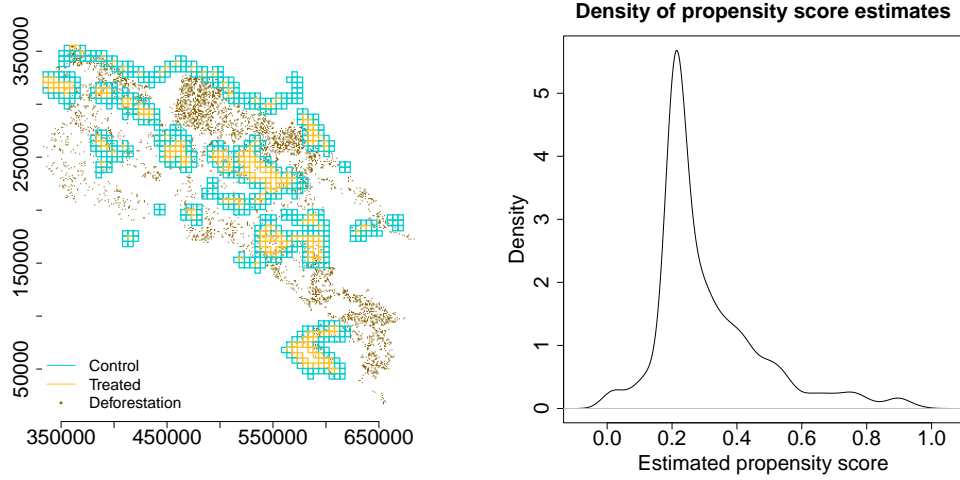 350000
250000
150000
50000
Control
Treated
Deforestation
350000 450000 550000 650000
Density of propensity score estimates
Density
5
4
3
2
1
0
0.0 0.2 0.4 0.6 0.8 1.0
Estimated propensity score